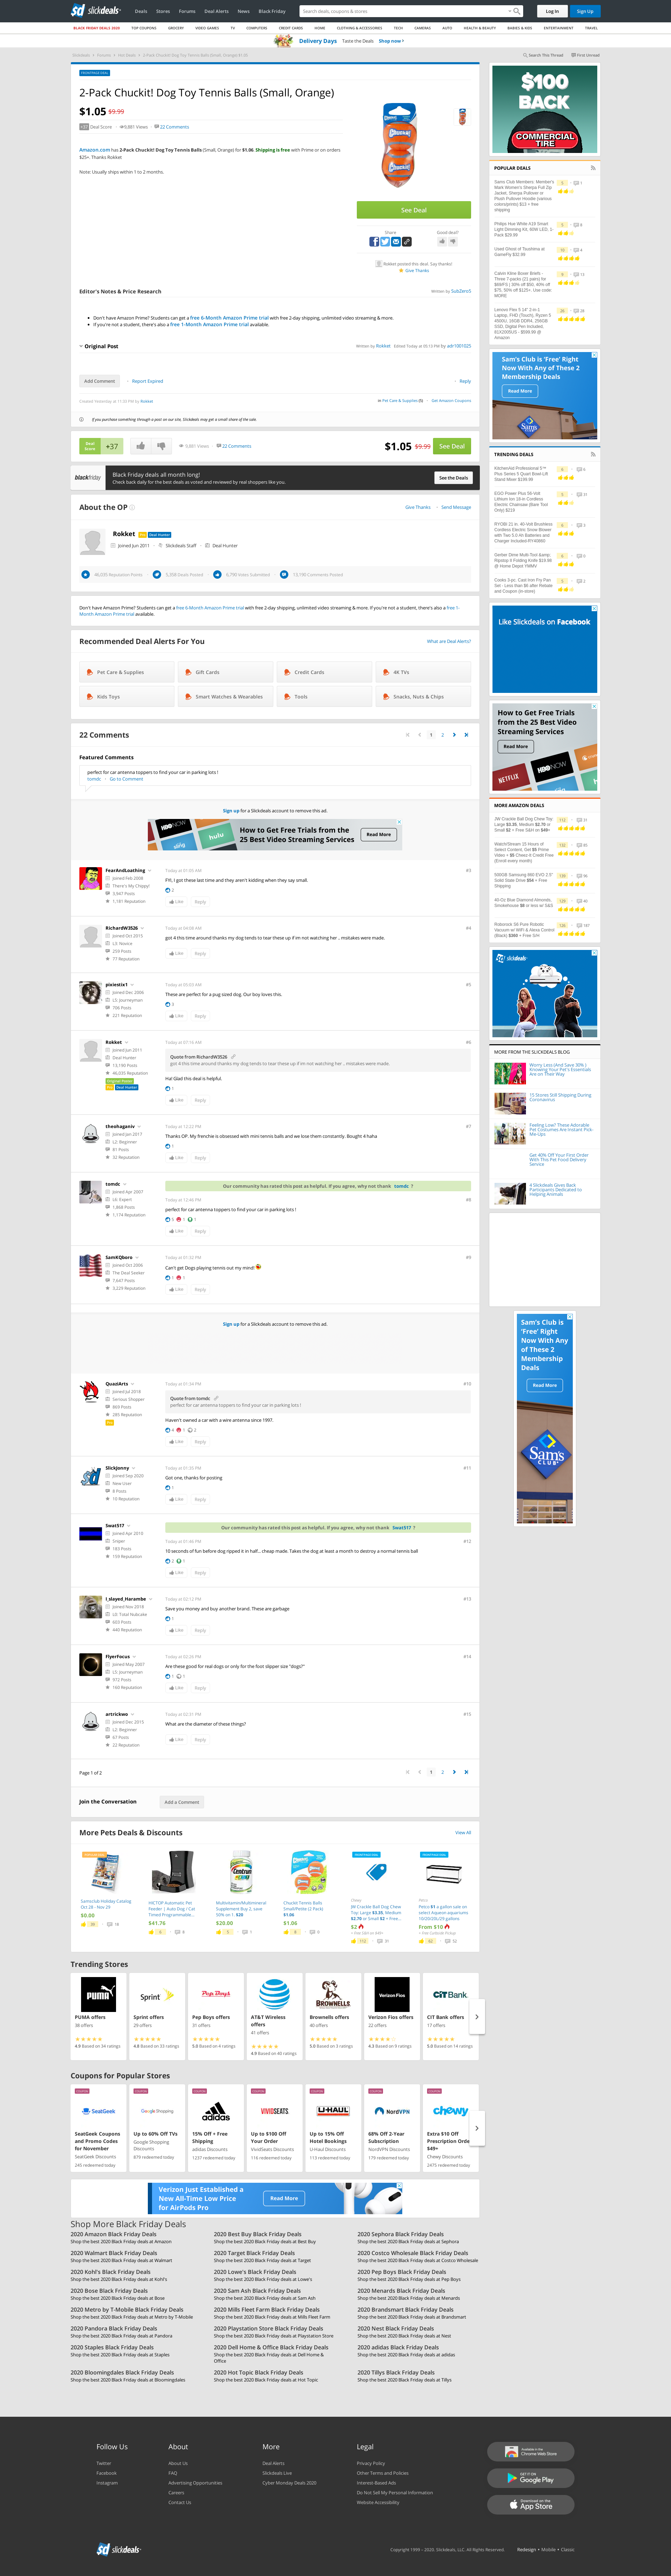 slickdeals
Deals Stores Forums Deal Alerts News Black Friday
Search deals, coupons & stores
Log In Sign Up
BLACK FRIDAY DEALS 2020 TOP COUPONS GROCERY VIDEO GAMES TV COMPUTERS CREDIT CARDS HOME CLOTHING & ACCESSORIES TECH CAMERAS AUTO HEALTH & BEAUTY BABIES & KIDS ENTERTAINMENT TRAVEL
Delivery Days Taste the Deals Shop now
Slickdeals > Forums > Hot Deals > 2-Pack Chuckit! Dog Toy Tennis Balls (Small, Orange) $1.05
Search This Thread First Unread
FRONTPAGE DEAL
2-Pack Chuckit! Dog Toy Tennis Balls (Small, Orange)
$1.05 $9.99
+37 Deal Score 9,881 Views 22 Comments
Amazon.com has 2-Pack Chuckit! Dog Toy Tennis Balls (Small, Orange) for $1.06. Shipping is free with Prime or on orders
$25+. Thanks Rokket
Note: Usually ships within 1 to 2 months.
See Deal
Share Good deal?
Rokket posted this deal. Say thanks!
Give Thanks
Editor's Notes & Price Research
Written by SubZero5
Don't have Amazon Prime? Students can get a free 6-Month Amazon Prime trial with free 2-day shipping, unlimited video streaming & more.
If you're not a student, there's also a free 1-Month Amazon Prime trial available.
Original Post
Written by Rokket Edited Today at 05:10 PM by adr1001025
Add Comment Report Expired Reply
Created Yesterday at 11:20 PM by Rokket
in Pet Care & Supplies (5) Get Amazon Coupons
If you purchase something through a post on our site, Slickdeals may get a small share of the sale.
Deal Score +37 9,881 Views 22 Comments $1.05 $9.99 See Deal
blackfriday
Black Friday deals all month long!
Check back daily for the best deals as voted and reviewed by real shoppers like you.
See the Deals
About the OP
Give Thanks Send Message
Rokket Pro Deal Hunter
Joined Jun 2011 Slickdeals Staff Deal Hunter
46,035 Reputation Points 5,358 Deals Posted 6,790 Votes Submitted 13,190 Comments Posted
Don't have Amazon Prime? Students can get a free 6-Month Amazon Prime trial with free 2-day shipping, unlimited video streaming & more. If you're not a student, there's also a free 1-
Month Amazon Prime trial available.
Recommended Deal Alerts For You
What are Deal Alerts?
Pet Care & Supplies Gift Cards Credit Cards 4K TVs
Kids Toys Smart Watches & Wearables Tools Snacks, Nuts & Chips
22 Comments
1 2
Featured Comments
perfect for car antenna toppers to find your car in parking lots !
tomdc Go to Comment
Sign up for a Slickdeals account to remove this ad.
HBONOW hulu
How to Get Free Trials from the
25 Best Video Streaming Services
Read More
FearAndLoathing
Joined Feb 2008
There's My Chippy!
3,947 Posts
1,181 Reputation
Today at 01:05 AM #3
FYI, I got these last time and they aren't kidding when they say small.
2
Like Reply
RichardW3526
Joined Oct 2015
L3: Novice
259 Posts
77 Reputation
Today at 04:08 AM #4
got 4 this time around thanks my dog tends to tear these up if im not watching her .. mistakes were made.
Like Reply
pixiestix1
Joined Dec 2006
L5: Journeyman
706 Posts
221 Reputation
Today at 05:03 AM #5
These are perfect for a pug sized dog. Our boy loves this.
3
Like Reply
Rokket
Joined Jun 2011
Deal Hunter
13,190 Posts
46,035 Reputation
Original Poster
Pro Deal Hunter
Today at 07:16 AM #6
Quote from RichardW3526
got 4 this time around thanks my dog tends to tear these up if im not watching her .. mistakes were made.
Ha! Glad this deal is helpful.
1
Like Reply
theohaganiv
Joined Jan 2017
L2: Beginner
81 Posts
32 Reputation
Today at 12:22 PM #7
Thanks OP. My frenchie is obsessed with mini tennis balls and we lose them constantly. Bought 4 haha
1
Like Reply
tomdc
Joined Apr 2007
L6: Expert
1,868 Posts
1,174 Reputation
Our community has rated this post as helpful. If you agree, why not thank tomdc ?
Today at 12:46 PM #8
perfect for car antenna toppers to find your car in parking lots !
5 5 1
Like Reply
SamKQboro
Joined Oct 2006
The Deal Seeker
7,647 Posts
3,229 Reputation
Today at 01:32 PM #9
Can't get Dogs playing tennis out my mind!
1 5
Like Reply
Sign up for a Slickdeals account to remove this ad.
QuaziArts
Joined Jul 2018
Serious Shopper
869 Posts
285 Reputation
Pro
Today at 01:34 PM #10
Quote from tomdc
perfect for car antenna toppers to find your car in parking lots !
Haven't owned a car with a wire antenna since 1997.
4 5 2
Like Reply
SlickJonny
Joined Sep 2020
New User
8 Posts
10 Reputation
Today at 01:35 PM #11
Got one, thanks for posting
1
Like Reply
Swat517
Joined Apr 2010
Sniper
183 Posts
159 Reputation
Our community has rated this post as helpful. If you agree, why not thank Swat517 ?
Today at 01:46 PM #12
10 seconds of fun before dog ripped it in half...cheap made. Takes the dog at least a month to destroy a normal tennis ball
2 1
Like Reply
I_slayed_Harambe
Joined Nov 2018
L0: Total Nubcake
603 Posts
440 Reputation
Today at 02:12 PM #13
Save you money and buy another brand. These are garbage
1
Like Reply
FlyerFocus
Joined May 2007
L5: Journeyman
972 Posts
160 Reputation
Today at 02:28 PM #14
Are these good for real dogs or only for the foot slipper size "dogs?"
1 1
Like Reply
artrickwo
Joined Dec 2015
L2: Beginner
67 Posts
22 Reputation
Today at 02:31 PM #15
What are the diameter of these things?
Like Reply
Page 1 of 2
1 2
Join the Conversation
Add a Comment
More Pets Deals & Discounts
View All
Samsclub Holiday Catalog Oct 28 - Nov 29
$0.00
HICTOP Automatic Pet Feeder | Auto Dog / Cat Timed Programmable...
$41.76
Multivitamin/Multimineral Supplement Buy 2, save 50% on 1. $20
$20.00
Chuckit Tennis Balls Small/Petite (2 Pack) $1.06
$1.06
Chewy
JW Crackle Ball Dog Chew Toy: Large $3.35, Medium $2.70 or Small $2 + Free...
$2
Petco
Petco $1 a gallon sale on select Aqueon aquariums 10/20/20L/29 gallons
From $10
Trending Stores
PUMA offers
38 offers
4.9 Based on 34 ratings
Sprint offers
29 offers
4.8 Based on 33 ratings
Pep Boys offers
31 offers
5.0 Based on 4 ratings
AT&T Wireless offers
41 offers
4.9 Based on 40 ratings
Brownells offers
40 offers
5.0 Based on 3 ratings
Verizon Fios offers
22 offers
4.3 Based on 9 ratings
CIT Bank offers
17 offers
5.0 Based on 14 ratings
Coupons for Popular Stores
SeatGeek Coupons and Promo Codes for November
SeatGeek Discounts
245 redeemed today
Up to 60% Off TVs
Google Shopping Discounts
879 redeemed today
15% Off + Free Shipping
adidas Discounts
1237 redeemed today
Up to $100 Off Your Order
VividSeats Discounts
116 redeemed today
Up to 15% Off Hotel Bookings
U-Haul Discounts
113 redeemed today
68% Off 2-Year Subscription
NordVPN Discounts
179 redeemed today
Extra $10 Off Prescription Orders $49+
Chewy Discounts
2475 redeemed today
Verizon Just Established a
New All-Time Low Price
for AirPods Pro
Read More
Shop More Black Friday Deals
2020 Amazon Black Friday Deals
Shop the best 2020 Black Friday deals at Amazon
2020 Best Buy Black Friday Deals
Shop the best 2020 Black Friday deals at Best Buy
2020 Sephora Black Friday Deals
Shop the best 2020 Black Friday deals at Sephora
2020 Walmart Black Friday Deals
Shop the best 2020 Black Friday deals at Walmart
2020 Target Black Friday Deals
Shop the best 2020 Black Friday deals at Target
2020 Costco Wholesale Black Friday Deals
Shop the best 2020 Black Friday deals at Costco Wholesale
2020 Kohl's Black Friday Deals
Shop the best 2020 Black Friday deals at Kohl's
2020 Lowe's Black Friday Deals
Shop the best 2020 Black Friday deals at Lowe's
2020 Pep Boys Black Friday Deals
Shop the best 2020 Black Friday deals at Pep Boys
2020 Bose Black Friday Deals
Shop the best 2020 Black Friday deals at Bose
2020 Sam Ash Black Friday Deals
Shop the best 2020 Black Friday deals at Sam Ash
2020 Menards Black Friday Deals
Shop the best 2020 Black Friday deals at Menards
2020 Metro by T-Mobile Black Friday Deals
Shop the best 2020 Black Friday deals at Metro by T-Mobile
2020 Mills Fleet Farm Black Friday Deals
Shop the best 2020 Black Friday deals at Mills Fleet Farm
2020 Brandsmart Black Friday Deals
Shop the best 2020 Black Friday deals at Brandsmart
2020 Pandora Black Friday Deals
Shop the best 2020 Black Friday deals at Pandora
2020 Playstation Store Black Friday Deals
Shop the best 2020 Black Friday deals at Playstation Store
2020 Nest Black Friday Deals
Shop the best 2020 Black Friday deals at Nest
2020 Staples Black Friday Deals
Shop the best 2020 Black Friday deals at Staples
2020 Dell Home & Office Black Friday Deals
Shop the best 2020 Black Friday deals at Dell Home &
Office
2020 adidas Black Friday Deals
Shop the best 2020 Black Friday deals at adidas
2020 Bloomingdales Black Friday Deals
Shop the best 2020 Black Friday deals at Bloomingdales
2020 Hot Topic Black Friday Deals
Shop the best 2020 Black Friday deals at Hot Topic
2020 Tillys Black Friday Deals
Shop the best 2020 Black Friday deals at Tillys
$100
BACK
COMMERCIAL
TIRE
POPULAR DEALS
Sams Club Members: Member's
Mark Women's Sherpa Full Zip
Jacket, Sherpa Pullover or
Plush Pullover Hoodie (various
colors/prints) $13 + free
shipping
Philips Hue White A19 Smart
Light Dimming Kit, 60W LED, 1-
Pack $29.89
Used Ghost of Tsushima at
GameFly $32.99
Calvin Kline Boxer Briefs -
Three 7-packs (21 pairs) for
$66
Lenovo Flex 5 14" 2 in 1
Laptop, FHD (Touch), Ryzen 5
4500U, 16GB DDR4, 256GB
SSD, Digital Pen Included,
81X2000US - $599.99 @
Amazon
Sam's Club is 'Free' Right
Now With Any of These 2
Membership Deals
Read More
TRENDING DEALS
KitchenAid Professional 5™
Plus Series 5 Quart Bowl-Lift
Stand Mixer $199.99
EGO Power Plus 56-Volt
Lithium Ion 18-in Cordless
Electric Chainsaw (Bare Tool
Only) $219
RYOBI 21 in. 40-Volt Brushless
Cordless Electric Snow Blower
with Two 5.0 Ah Batteries and
Charger Included-RY40850
Gerber Dime Multi-Tool &amp;
Ripstop II Folding Knife $19.98
@ Home Depot YMMV
Cooks 3-pc. Cast Iron Fry Pan
Set - Less than $6 after Rebate
and Coupon (in-store)
Like Slickdeals on Facebook
How to Get Free Trials
from the 25 Best Video
Streaming Services
Read More
NETFLIX HBONOW
MORE AMAZON DEALS
JW Crackle Ball Dog Chew Toy:
Large $3.35, Medium $2.70 or
Small $2 + Free S&H on $49+
WatchStream 15 Hours of
Select Content, Get $5 Prime
Video + $5 Chewz-It Credit Free
500GB Samsung 860 EVO 2.5"
Solid State Drive $54 + Free
Shipping
40-Oz Blue Diamond Almonds,
Smokehouse $8 or less w/ S&S
Roborock S6 Pure Robotic
Vacuum w/ WiFi & Alexa Control
(Black) $360 + Free S/H
slickdeals
MORE FROM THE SLICKDEALS BLOG
Worry Less (And Save 30% )
Knowing Your Pet's Essentials
Are on Their Way
15 Stores Still Shipping During
Coronavirus
Feeling Loaf? These Adorable
Pet Costumes Are Instant Pick-
Me-Ups
Get 40% Off Your First Order
With This Pet Food Delivery
Service
4 Slickdeals Gives Back
Participants Dedicated to
Helping Animals
Sam's Club is
'Free' Right
Now With Any
of These 2
Membership
Deals
Read More
Sam's CLUB
Follow Us
Twitter
Facebook
Instagram
About
About Us
FAQ
Advertising Opportunities
Careers
Contact Us
More
Deal Alerts
Slickdeals Live
Cyber Monday Deals 2020
Legal
Privacy Policy
Other Terms and Policies
Interest-Based Ads
Do Not Sell My Personal Information
Website Accessibility
Available in the
Chrome Web Store
GET IT ON
Google Play
Download on the
App Store
slickdeals
Copyright 1999 - 2020. Slickdeals, LLC. All Rights Reserved. Redesign • Mobile • Classic